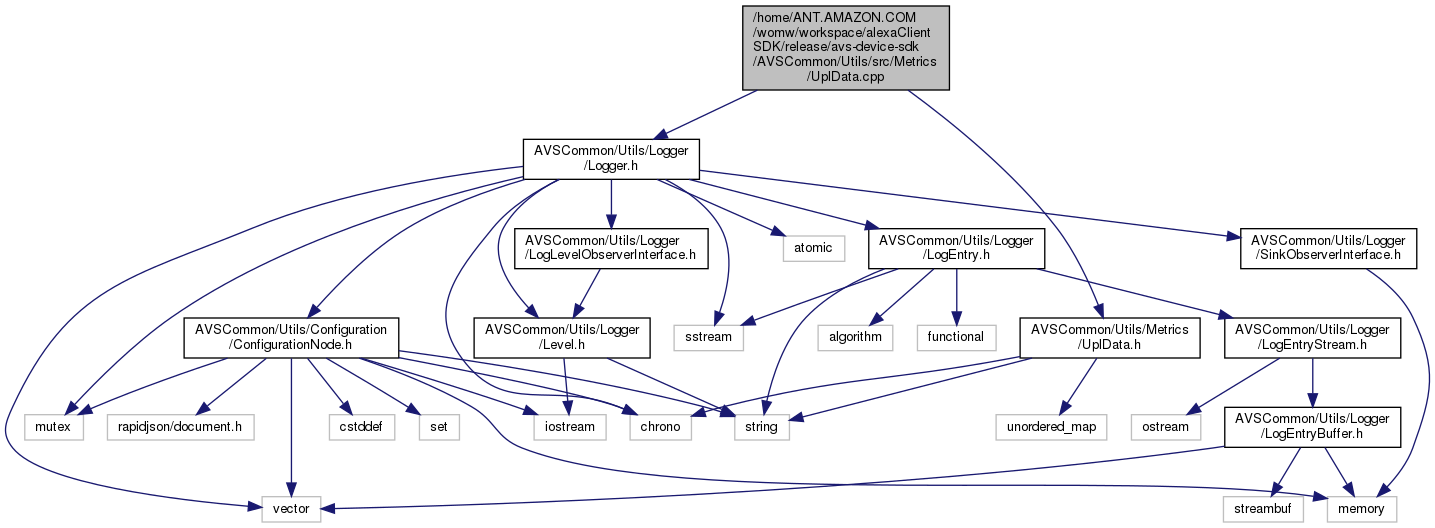 /home/ANT.AMAZON.COM
/womw/workspace/alexaClient
SDK/release/avs-device-sdk
/AVSCommon/Utils/src/Metrics
/UplData.cpp
AVSCommon/Utils/Logger
/Logger.h
AVSCommon/Utils/Logger
/LogLevelObserverInterface.h
atomic
AVSCommon/Utils/Logger
/LogEntry.h
AVSCommon/Utils/Logger
/SinkObserverInterface.h
AVSCommon/Utils/Configuration
/ConfigurationNode.h
AVSCommon/Utils/Logger
/Level.h
sstream
algorithm
functional
AVSCommon/Utils/Metrics
/UplData.h
AVSCommon/Utils/Logger
/LogEntryStream.h
mutex
rapidjson/document.h
cstddef
set
iostream
chrono
string
unordered_map
ostream
AVSCommon/Utils/Logger
/LogEntryBuffer.h
vector
streambuf
memory